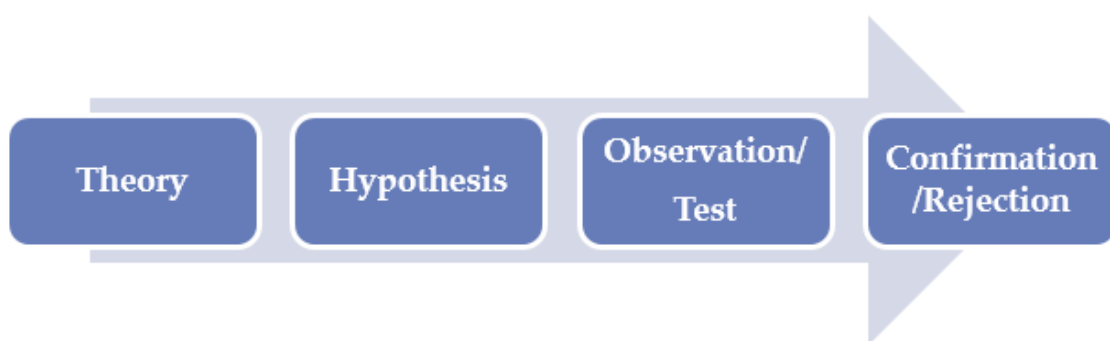 Theory
Hypothesis
Observation/
Test
Confirmation
/Rejection